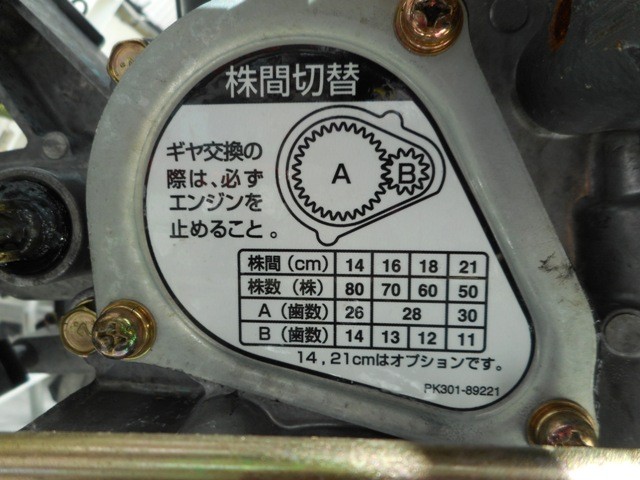 株間切替
ギヤ交換の
際は、必ず
エンジンを
止めること。
A B
株間(cm) 14 16 18 21
株数(株) 80 70 60 50
A(歯数) 26 28 30
B(歯数) 14 13 12 11
14,21cmはオプションです。
PK301-89221